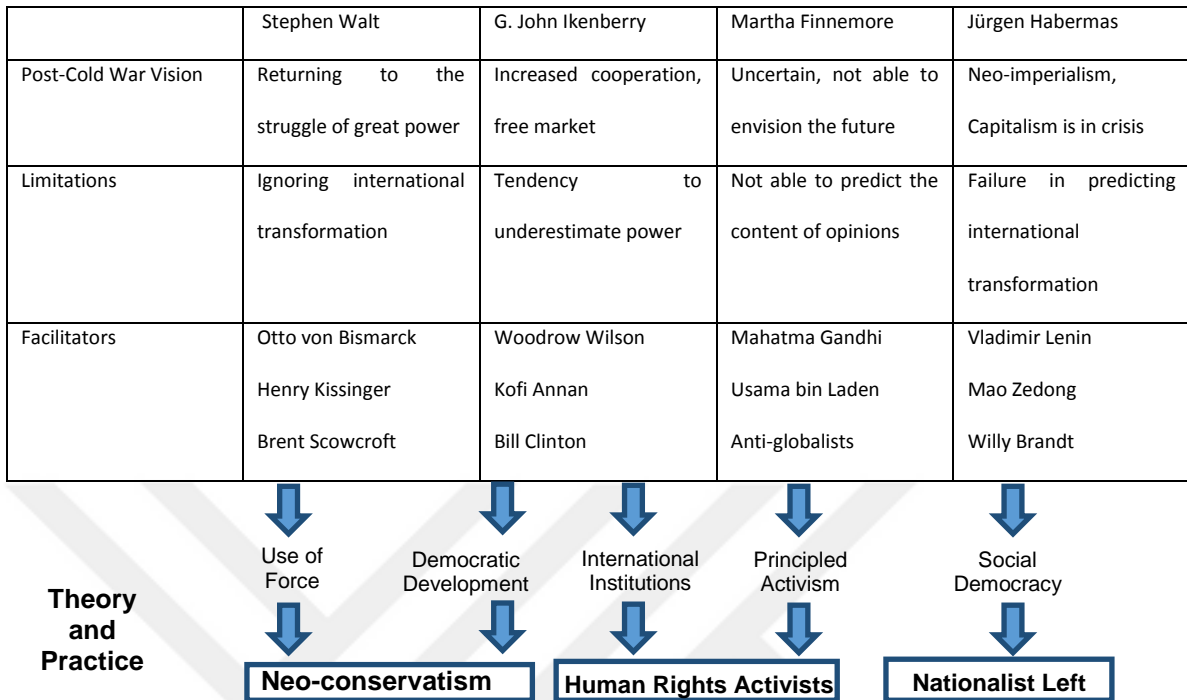 Stephen Walt G. John Ikenberry Martha Finnemore Jürgen Habermas
Post-Cold War Vision Returning to the Increased cooperation, Uncertain, not able to Neo-imperialism,
struggle of great power free market envision the future Capitalism is in crisis
Limitations Ignoring international Tendency to Not able to predict the Failure in predicting
transformation underestimate power content of opinions international
transformation
Facilitators Otto von Bismarck Woodrow Wilson Mahatma Gandhi Vladimir Lenin
Henry Kissinger Kofi Annan Usama bin Laden Mao Zedong
Brent Scowcroft Bill Clinton Anti-globalists Willy Brandt
Use of Democratic International Principled Social
Force Development Institutions Activism Democracy
Theory
and
Practice
Neo-conservatism Human Rights Activists Nationalist Left